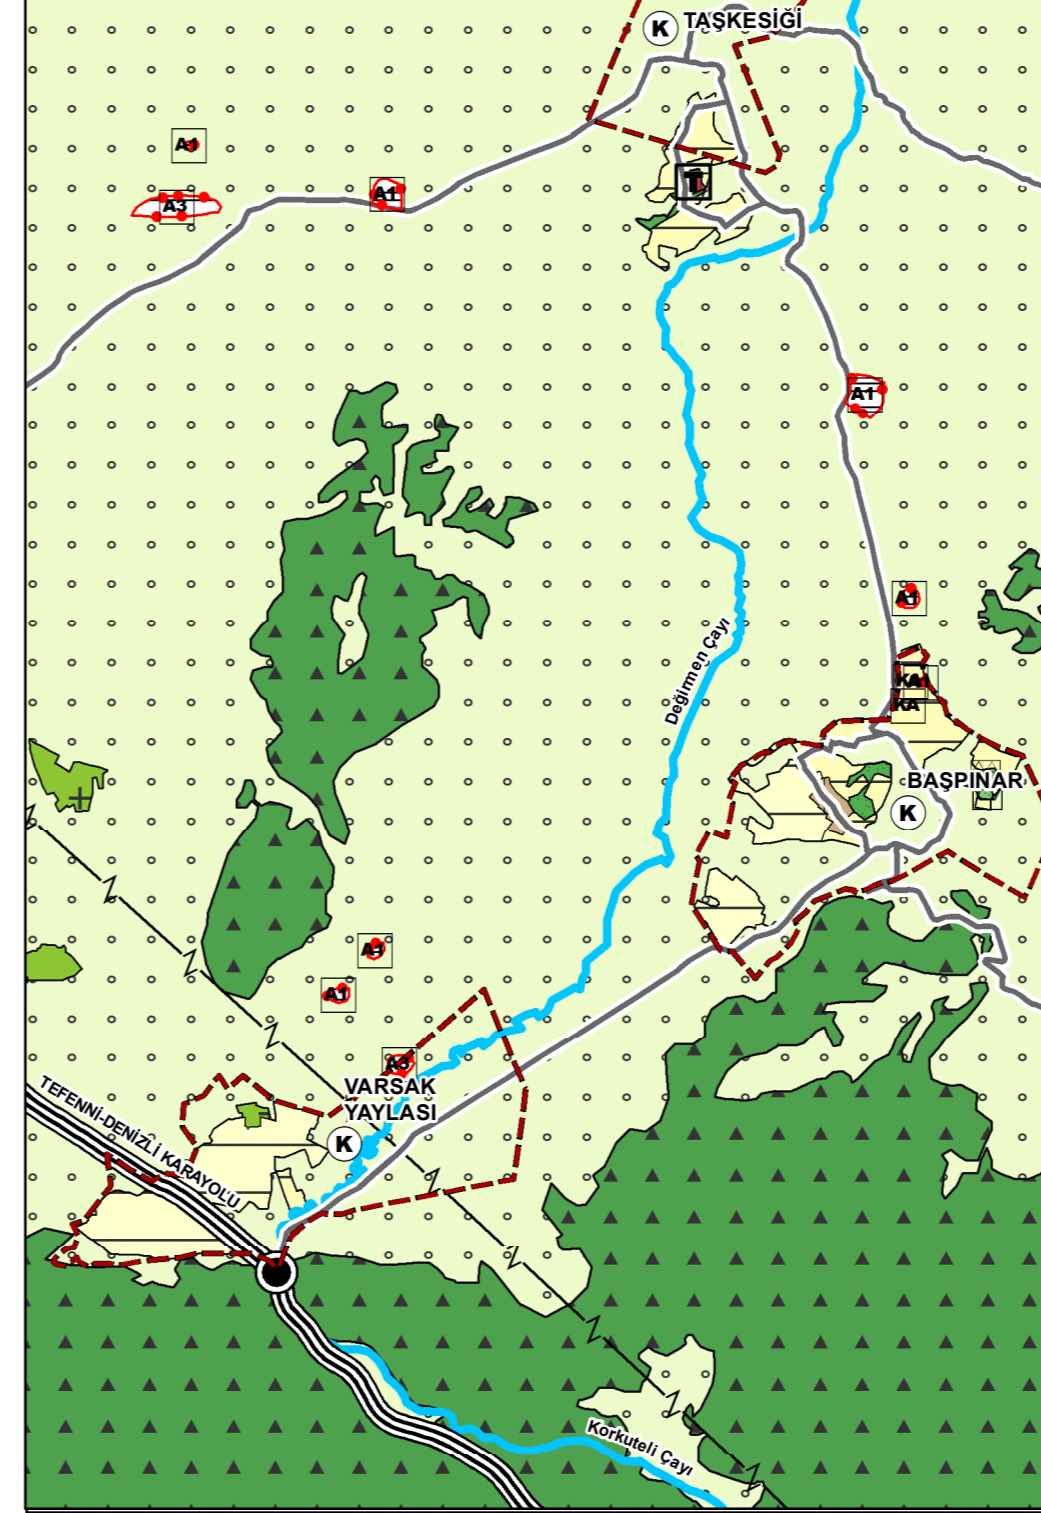 K TAŞKESİĞİ
A1
T
A3
A1
A1
A1
Değirmen Çayı
KA
BAŞPINAR
K
A1
A1
A3
VARSAK
YAYLASI
TEFENNİ-DENİZLİ KARAYOLU
K
Korkuteli Çayı